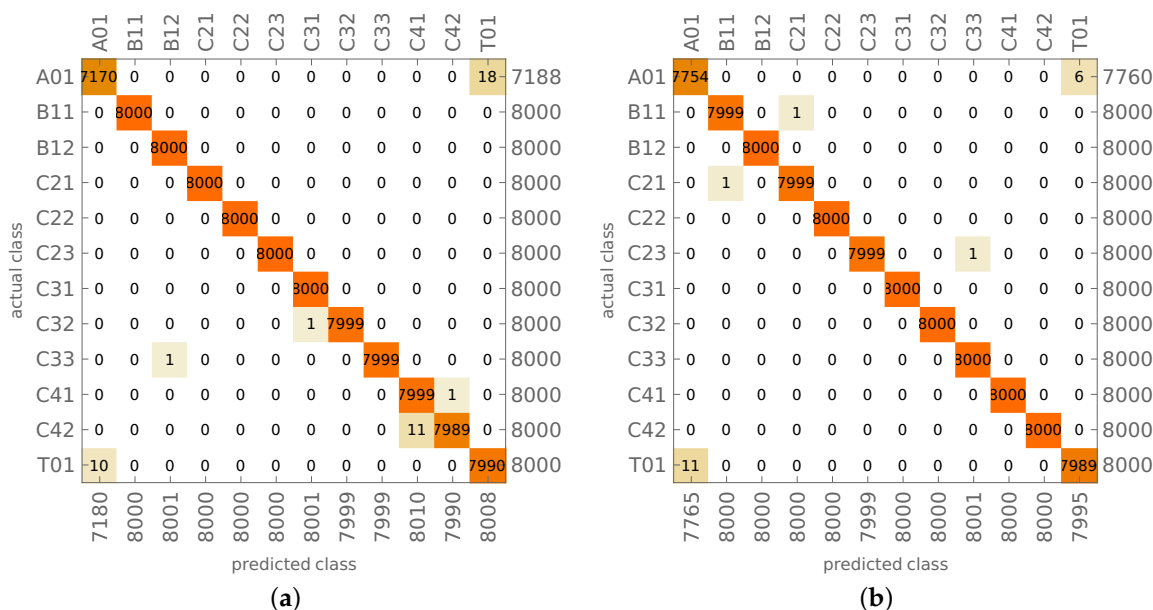 A01 B11 B12 C21 C22 C23 C31 C32 C33 C41 C42 T01
A01 7170 0 0 0 0 0 0 0 0 0 0 18 7188
B11 0 8000 0 0 0 0 0 0 0 0 0 0 8000
B12 0 0 8000 0 0 0 0 0 0 0 0 0 8000
C21 0 0 0 8000 0 0 0 0 0 0 0 0 8000
C22 0 0 0 0 8000 0 0 0 0 0 0 0 8000
C23 0 0 0 0 0 8000 0 0 0 0 0 0 8000
C31 0 0 0 0 0 0 8000 0 0 0 0 0 8000
C32 0 0 0 0 0 0 1 7999 0 0 0 0 8000
C33 0 0 1 0 0 0 0 0 7999 0 0 0 8000
C41 0 0 0 0 0 0 0 0 0 7999 1 0 8000
C42 0 0 0 0 0 0 0 0 0 11 7989 0 8000
T01 10 0 0 0 0 0 0 0 0 0 0 7990 8000
7180 8000 8001 8000 8000 8000 8001 7999 7999 8010 7990 8008
actual class
predicted class
(a)
A01 B11 B12 C21 C22 C23 C31 C32 C33 C41 C42 T01
A01 7754 0 0 0 0 0 0 0 0 0 0 6 7760
B11 0 7999 0 1 0 0 0 0 0 0 0 0 8000
B12 0 0 8000 0 0 0 0 0 0 0 0 0 8000
C21 0 1 0 7999 0 0 0 0 0 0 0 0 8000
C22 0 0 0 0 8000 0 0 0 0 0 0 0 8000
C23 0 0 0 0 0 7999 0 0 1 0 0 0 8000
C31 0 0 0 0 0 0 8000 0 0 0 0 0 8000
C32 0 0 0 0 0 0 0 8000 0 0 0 0 8000
C33 0 0 0 0 0 0 0 0 8000 0 0 0 8000
C41 0 0 0 0 0 0 0 0 0 8000 0 0 8000
C42 0 0 0 0 0 0 0 0 0 0 8000 0 8000
T01 11 0 0 0 0 0 0 0 0 0 0 7989 8000
7765 8000 8000 8000 8000 7999 8000 8000 8001 8000 8000 7995
actual class
predicted class
(b)